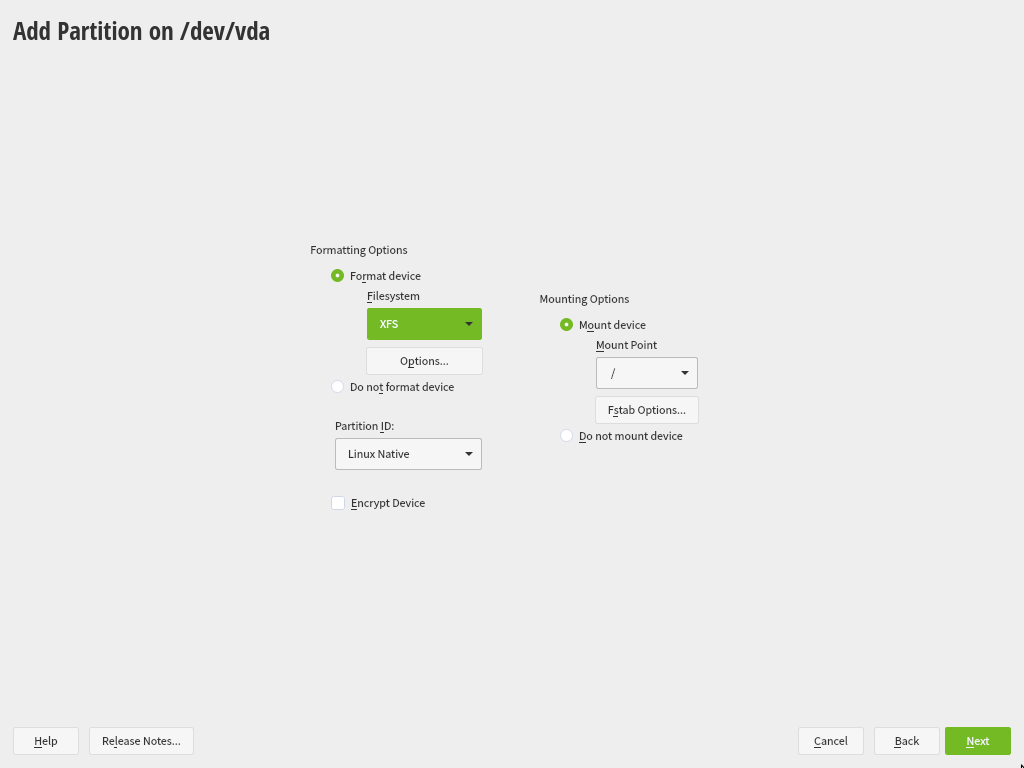 Add Partition on /dev/vda
Formatting Options
Format device
Filesystem
XFS
Options...
Do not format device
Partition ID:
Linux Native
Encrypt Device
Mounting Options
Mount device
Mount Point
/
Fstab Options...
Do not mount device
Help
Release Notes...
Cancel
Back
Next